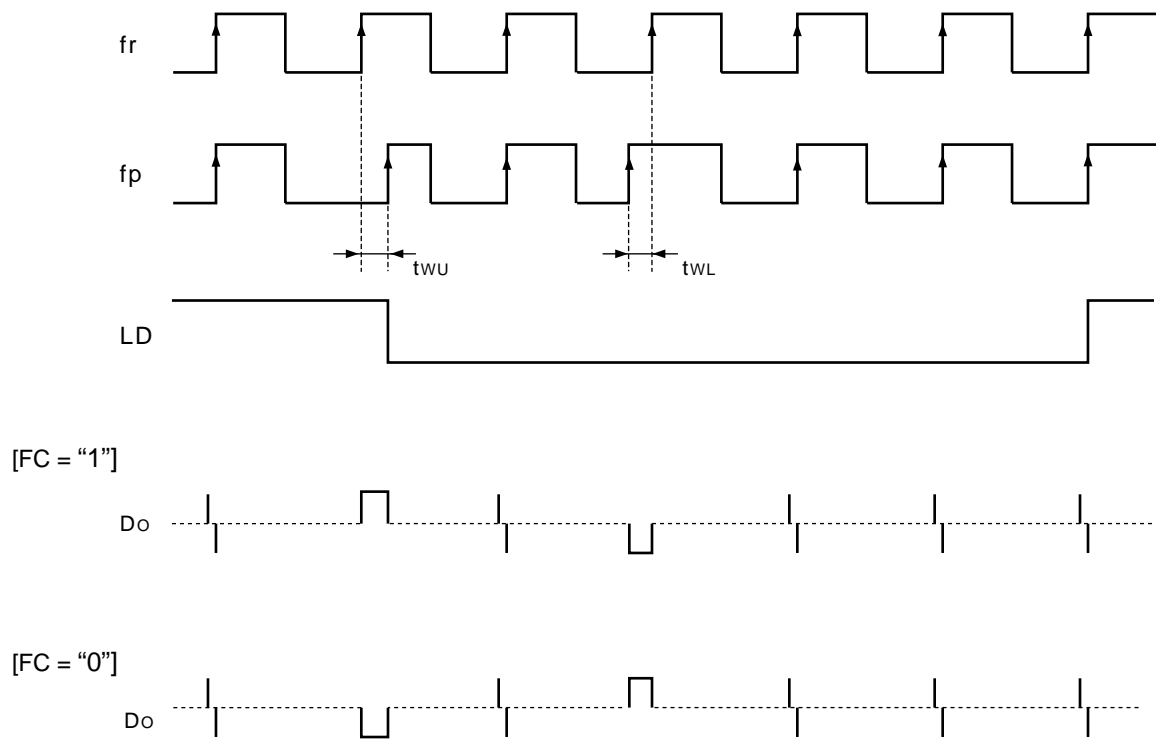 fr
fp
tWU
tWL
LD
[FC = “1”]
DO
[FC = “0”]
DO